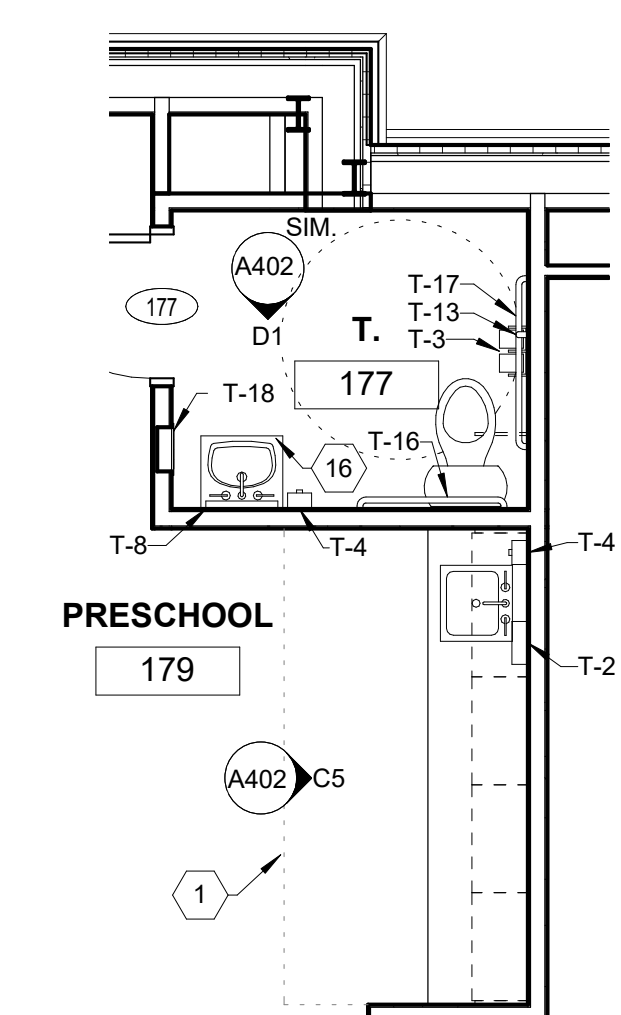 SIM.
A402
D1
177
T-17
T-13
T-3
T.
177
T-18
T-16
16
T-8
T-4
T-4
PRESCHOOL
179
T-2
A402
C5
1